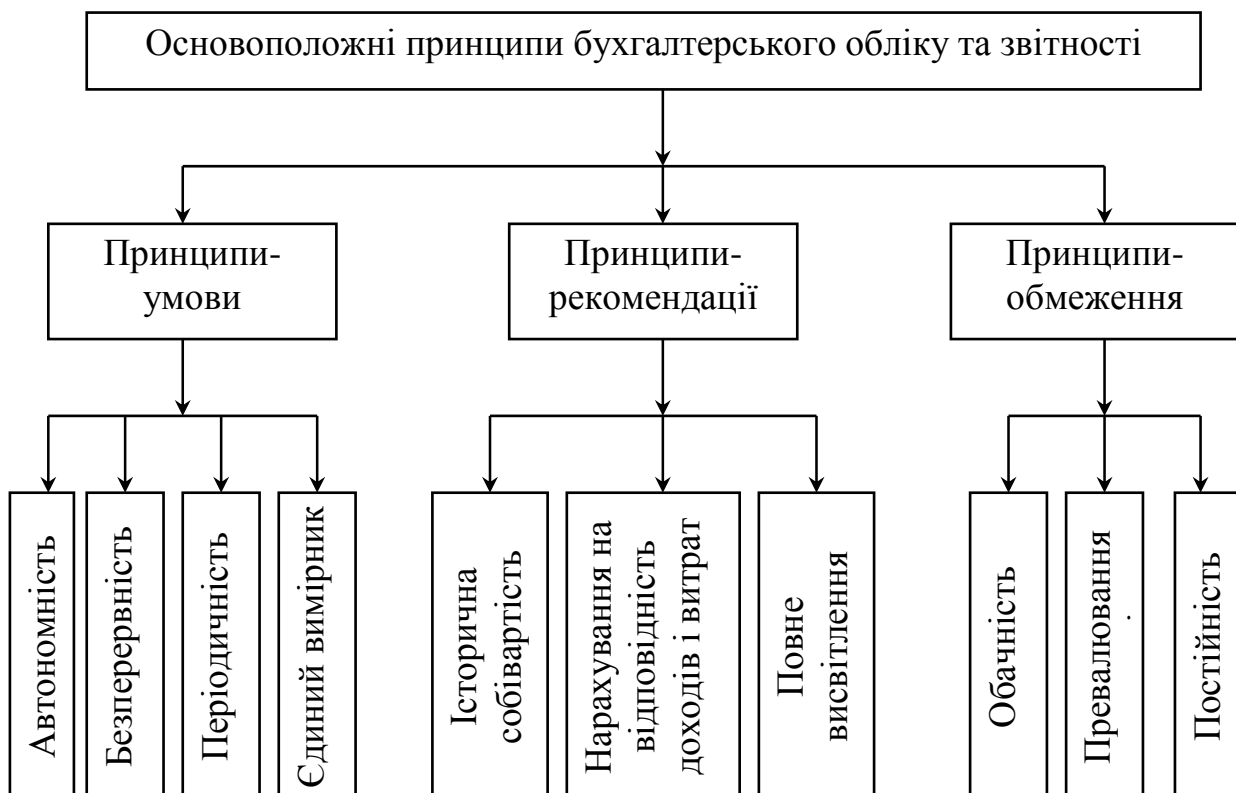 Основоположні принципи бухгалтерського обліку та звітності
Принципи-
умови
Принципи-
рекомендації
Принципи-
обмеження
Автономність
Безперервність
Періодичність
Єдиний вимірник
Історична
собівартість
Нарахування на
відповідність
доходів і витрат
Повне
висвітлення
Обачність
Превалювання
Постійність